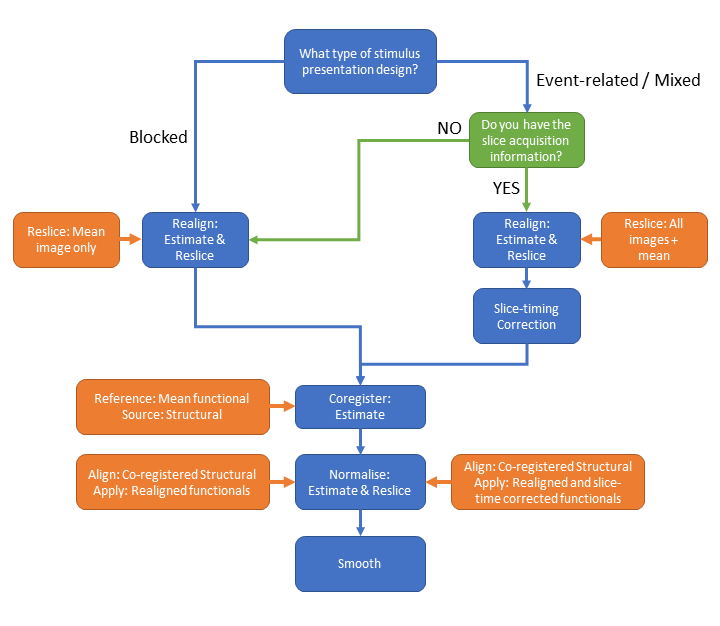 What type of stimulus
presentation design?
Event-related / Mixed
Blocked
NO
Do you have the
slice acquisition
information?
YES
Reslice: Mean
image only
Realign:
Estimate &
Reslice
Realign:
Estimate &
Reslice
Reslice: All
images +
mean
Slice-timing
Correction
Reference: Mean functional
Source: Structural
Coregister:
Estimate
Align: Co-registered Structural
Apply: Realigned functionals
Normalise:
Estimate & Reslice
Align: Co-registered Structural
Apply: Realigned and slice-
time corrected functionals
Smooth